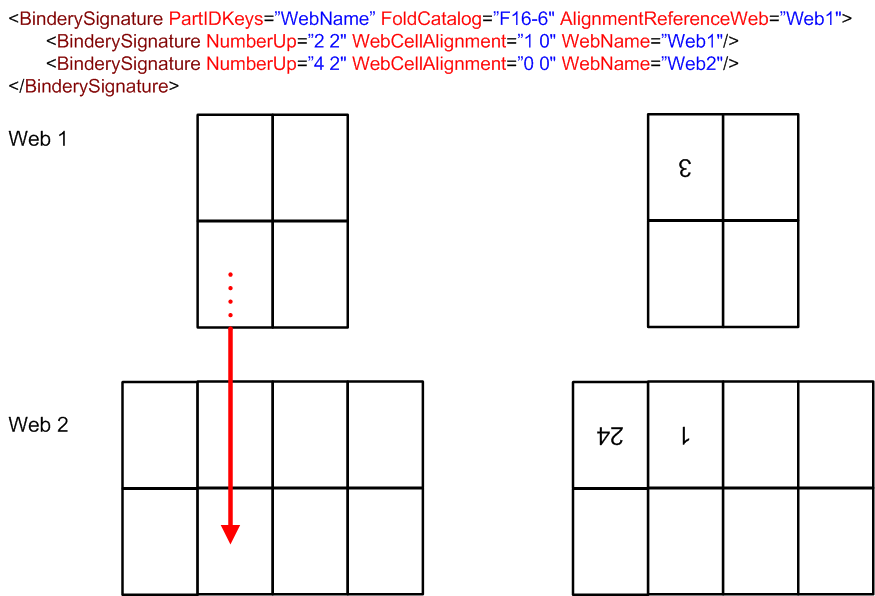 <BinderySignature PartIDKeys=”WebName” FoldCatalog=”F16-6" AlignmentReferenceWeb=”Web1">
<BinderySignature NumberUp=”2 2" WebCellAlignment=”1 0" WebName=”Web1"/>
<BinderySignature NumberUp=”4 2" WebCellAlignment=”0 0" WebName=”Web2"/>
</BinderySignature>
Web 1
3
Web 2
24 1